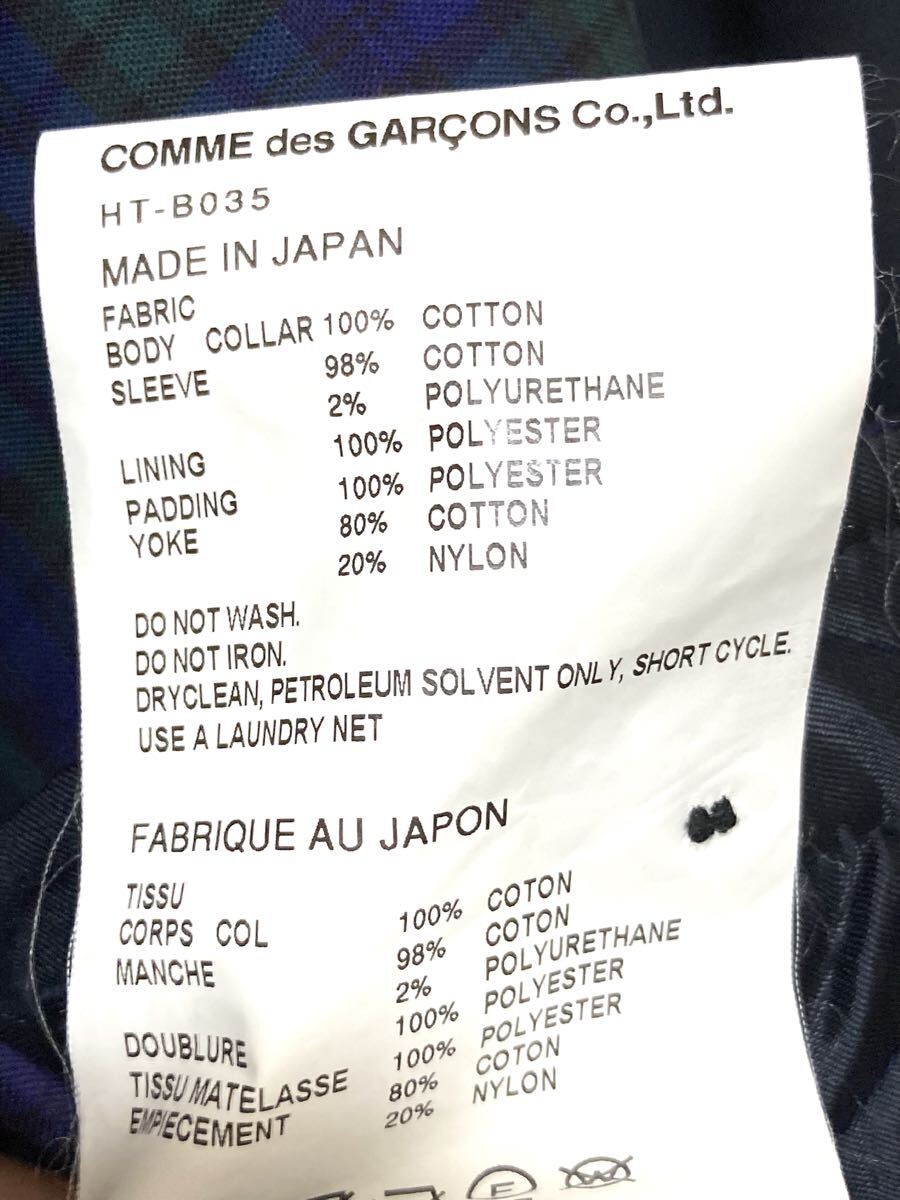 COMME des GARÇONS Co.,Ltd.
HT-B035
MADE IN JAPAN
FABRIC
BODY COLLAR 100% COTTON
SLEEVE 98% COTTON
2% POLYURETHANE
LINING 100% POLYESTER
PADDING 100% POLYESTER
YOKE 80% COTTON
20% NYLON
DO NOT WASH.
DO NOT IRON.
DRYCLEAN, PETROLEUM SOLVENT ONLY, SHORT CYCLE.
USE A LAUNDRY NET
FABRIQUE AU JAPON
TISSU
CORPS COL 100% COTON
MANCHE 98% COTON
2% POLYURETHANE
DOUBLURE 100% POLYESTER
TISSU MATELASSE 100% POLYESTER
EMPIECEMENT 80% COTON
20% NYLON
F